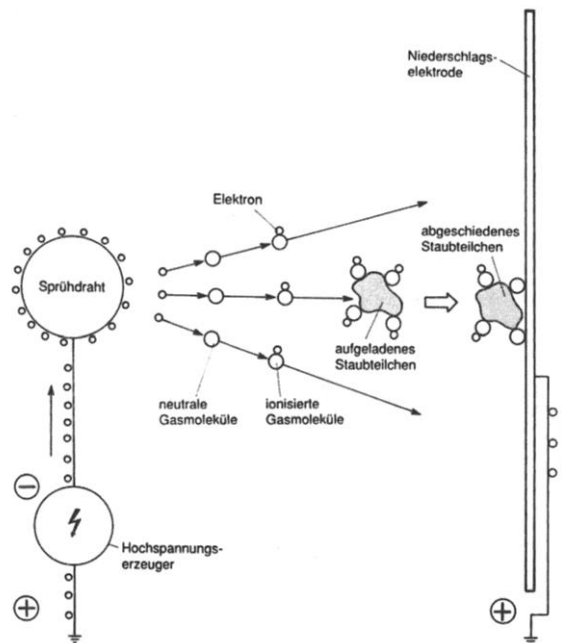 Niederschlags-
elektrode
Elektron
abgeschiedenes
Staubteilchen
Sprühdraht
aufgeladenes
Staubteilchen
neutrale
Gasmoleküle
ionisierte
Gasmoleküle
−
Hochspannungs-
erzeuger
+
+